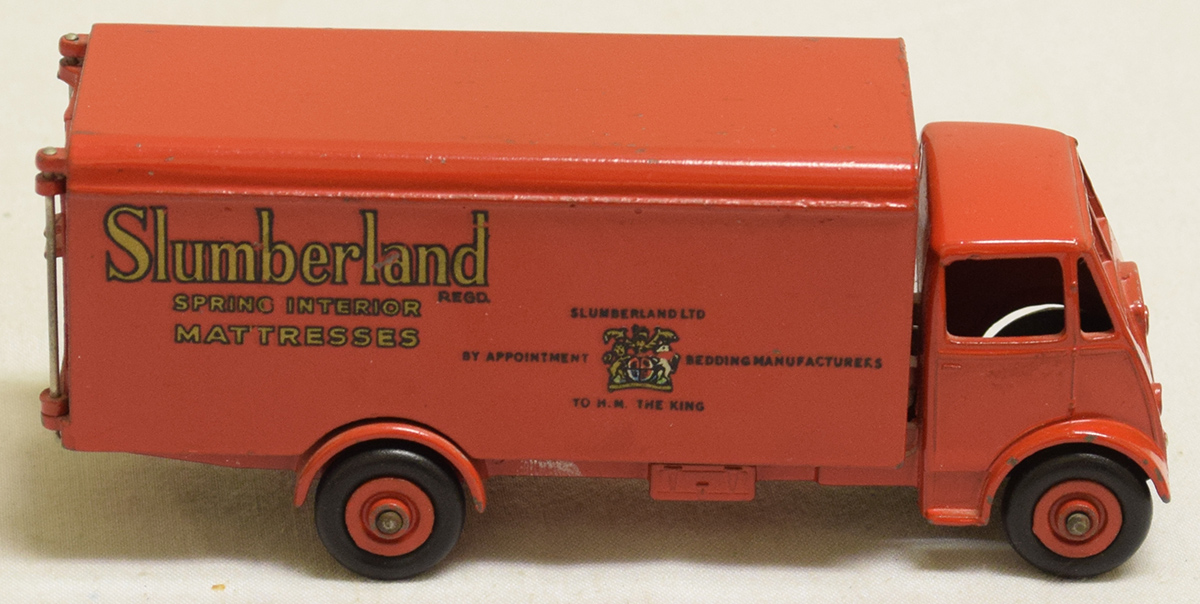 Slumberland
REGD.
SPRING INTERIOR
MATTRESSES
SLUMBERLAND LTD
BY APPOINTMENT BEDDING MANUFACTURERS
TO H.M. THE KING